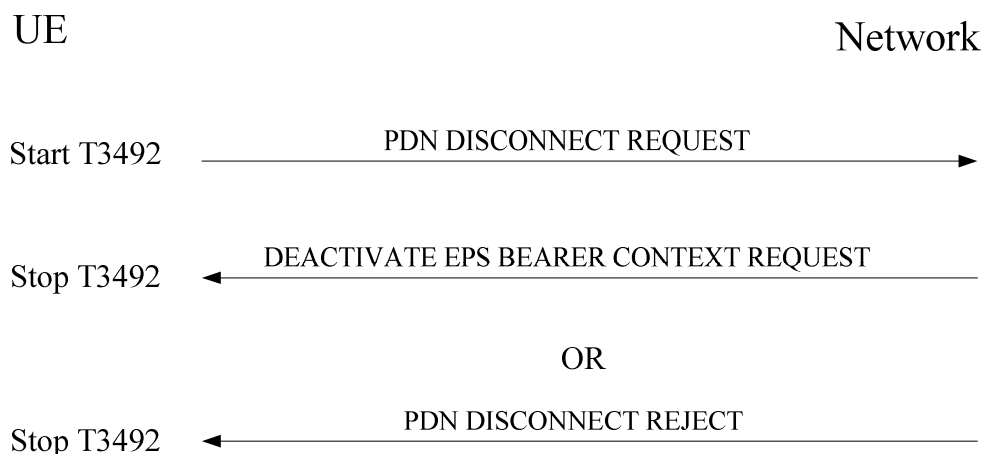 UE
Network
Start T3492
PDN DISCONNECT REQUEST
DEACTIVATE EPS BEARER CONTEXT REQUEST
Stop T3492
OR
PDN DISCONNECT REJECT
Stop T3492